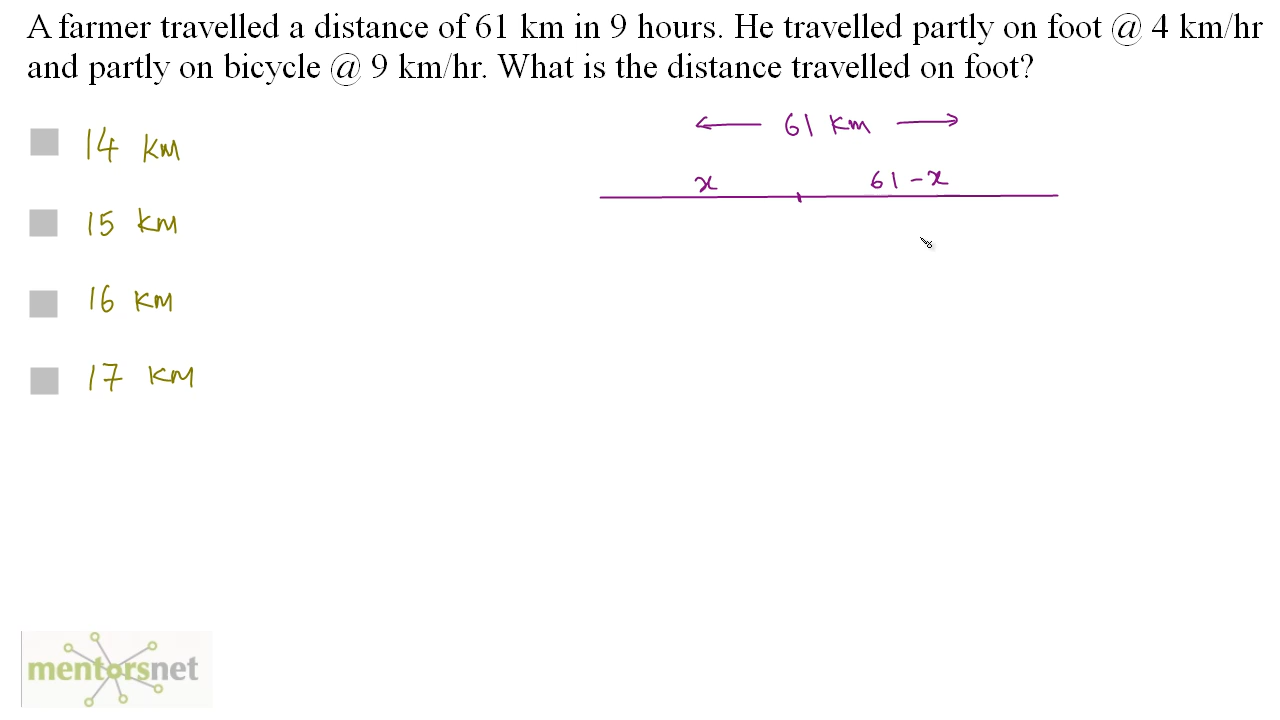 A farmer travelled a distance of 61 km in 9 hours. He travelled partly on foot @ 4 km/hr
and partly on bicycle @ 9 km/hr. What is the distance travelled on foot?
61 km
x 61 - x
14 km
15 km
16 km
17 km
mentorsnet